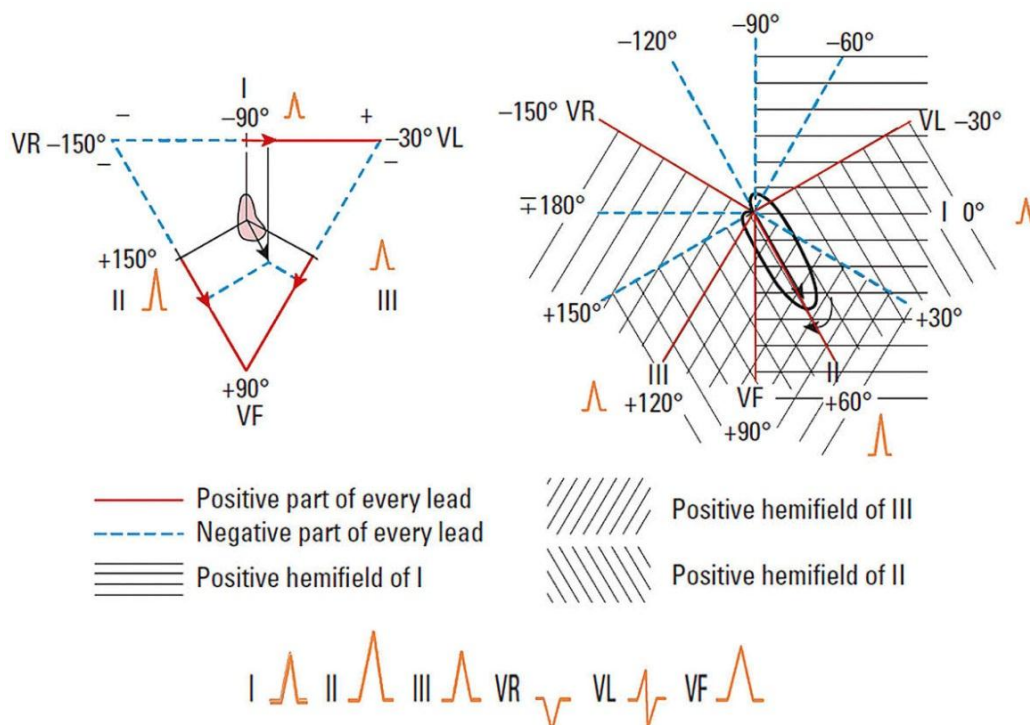 I
–90°
–
+
VR –150°
–30° VL
–
–
+150°
II
III
+90°
VF
–90°
–120°
–60°
–150° VR
VL –30°
∓180°
I 0°
+150°
+30°
III
+120°
VF
+90°
II
+60°
Positive part of every lead
Negative part of every lead
Positive hemifield of I
Positive hemifield of III
Positive hemifield of II
I II III VR VL VF